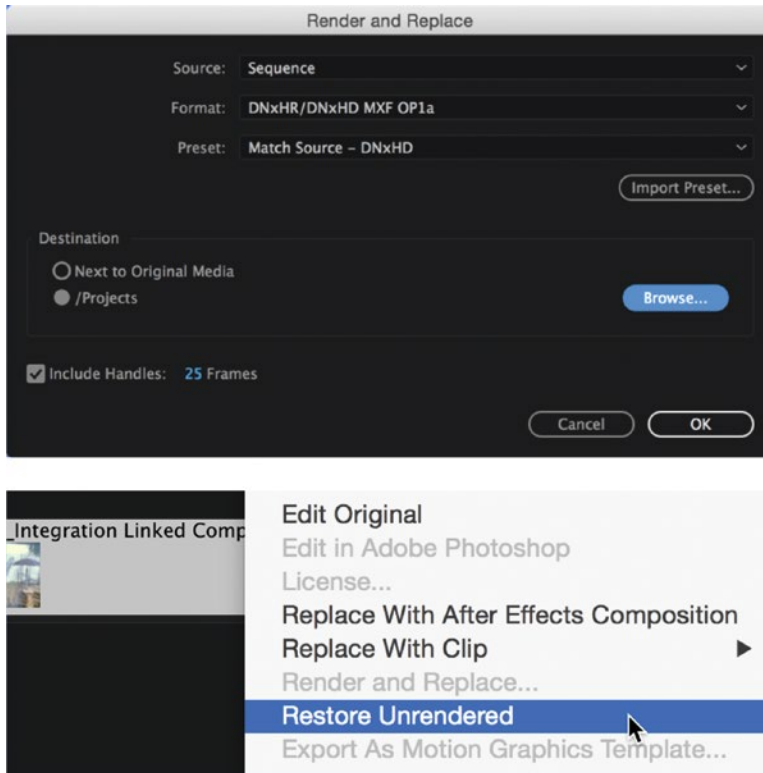 Render and Replace
Source: Sequence
Format: DNxHR/DNxHD MXF OP1a
Preset: Match Source – DNxHD
Import Preset...
Destination
Next to Original Media
/Projects
Browse...
Include Handles: 25 Frames
Cancel OK
_Integration Linked Comp
Edit Original
Edit in Adobe Photoshop
License...
Replace With After Effects Composition
Replace With Clip
Render and Replace...
Restore Unrendered
Export As Motion Graphics Template...